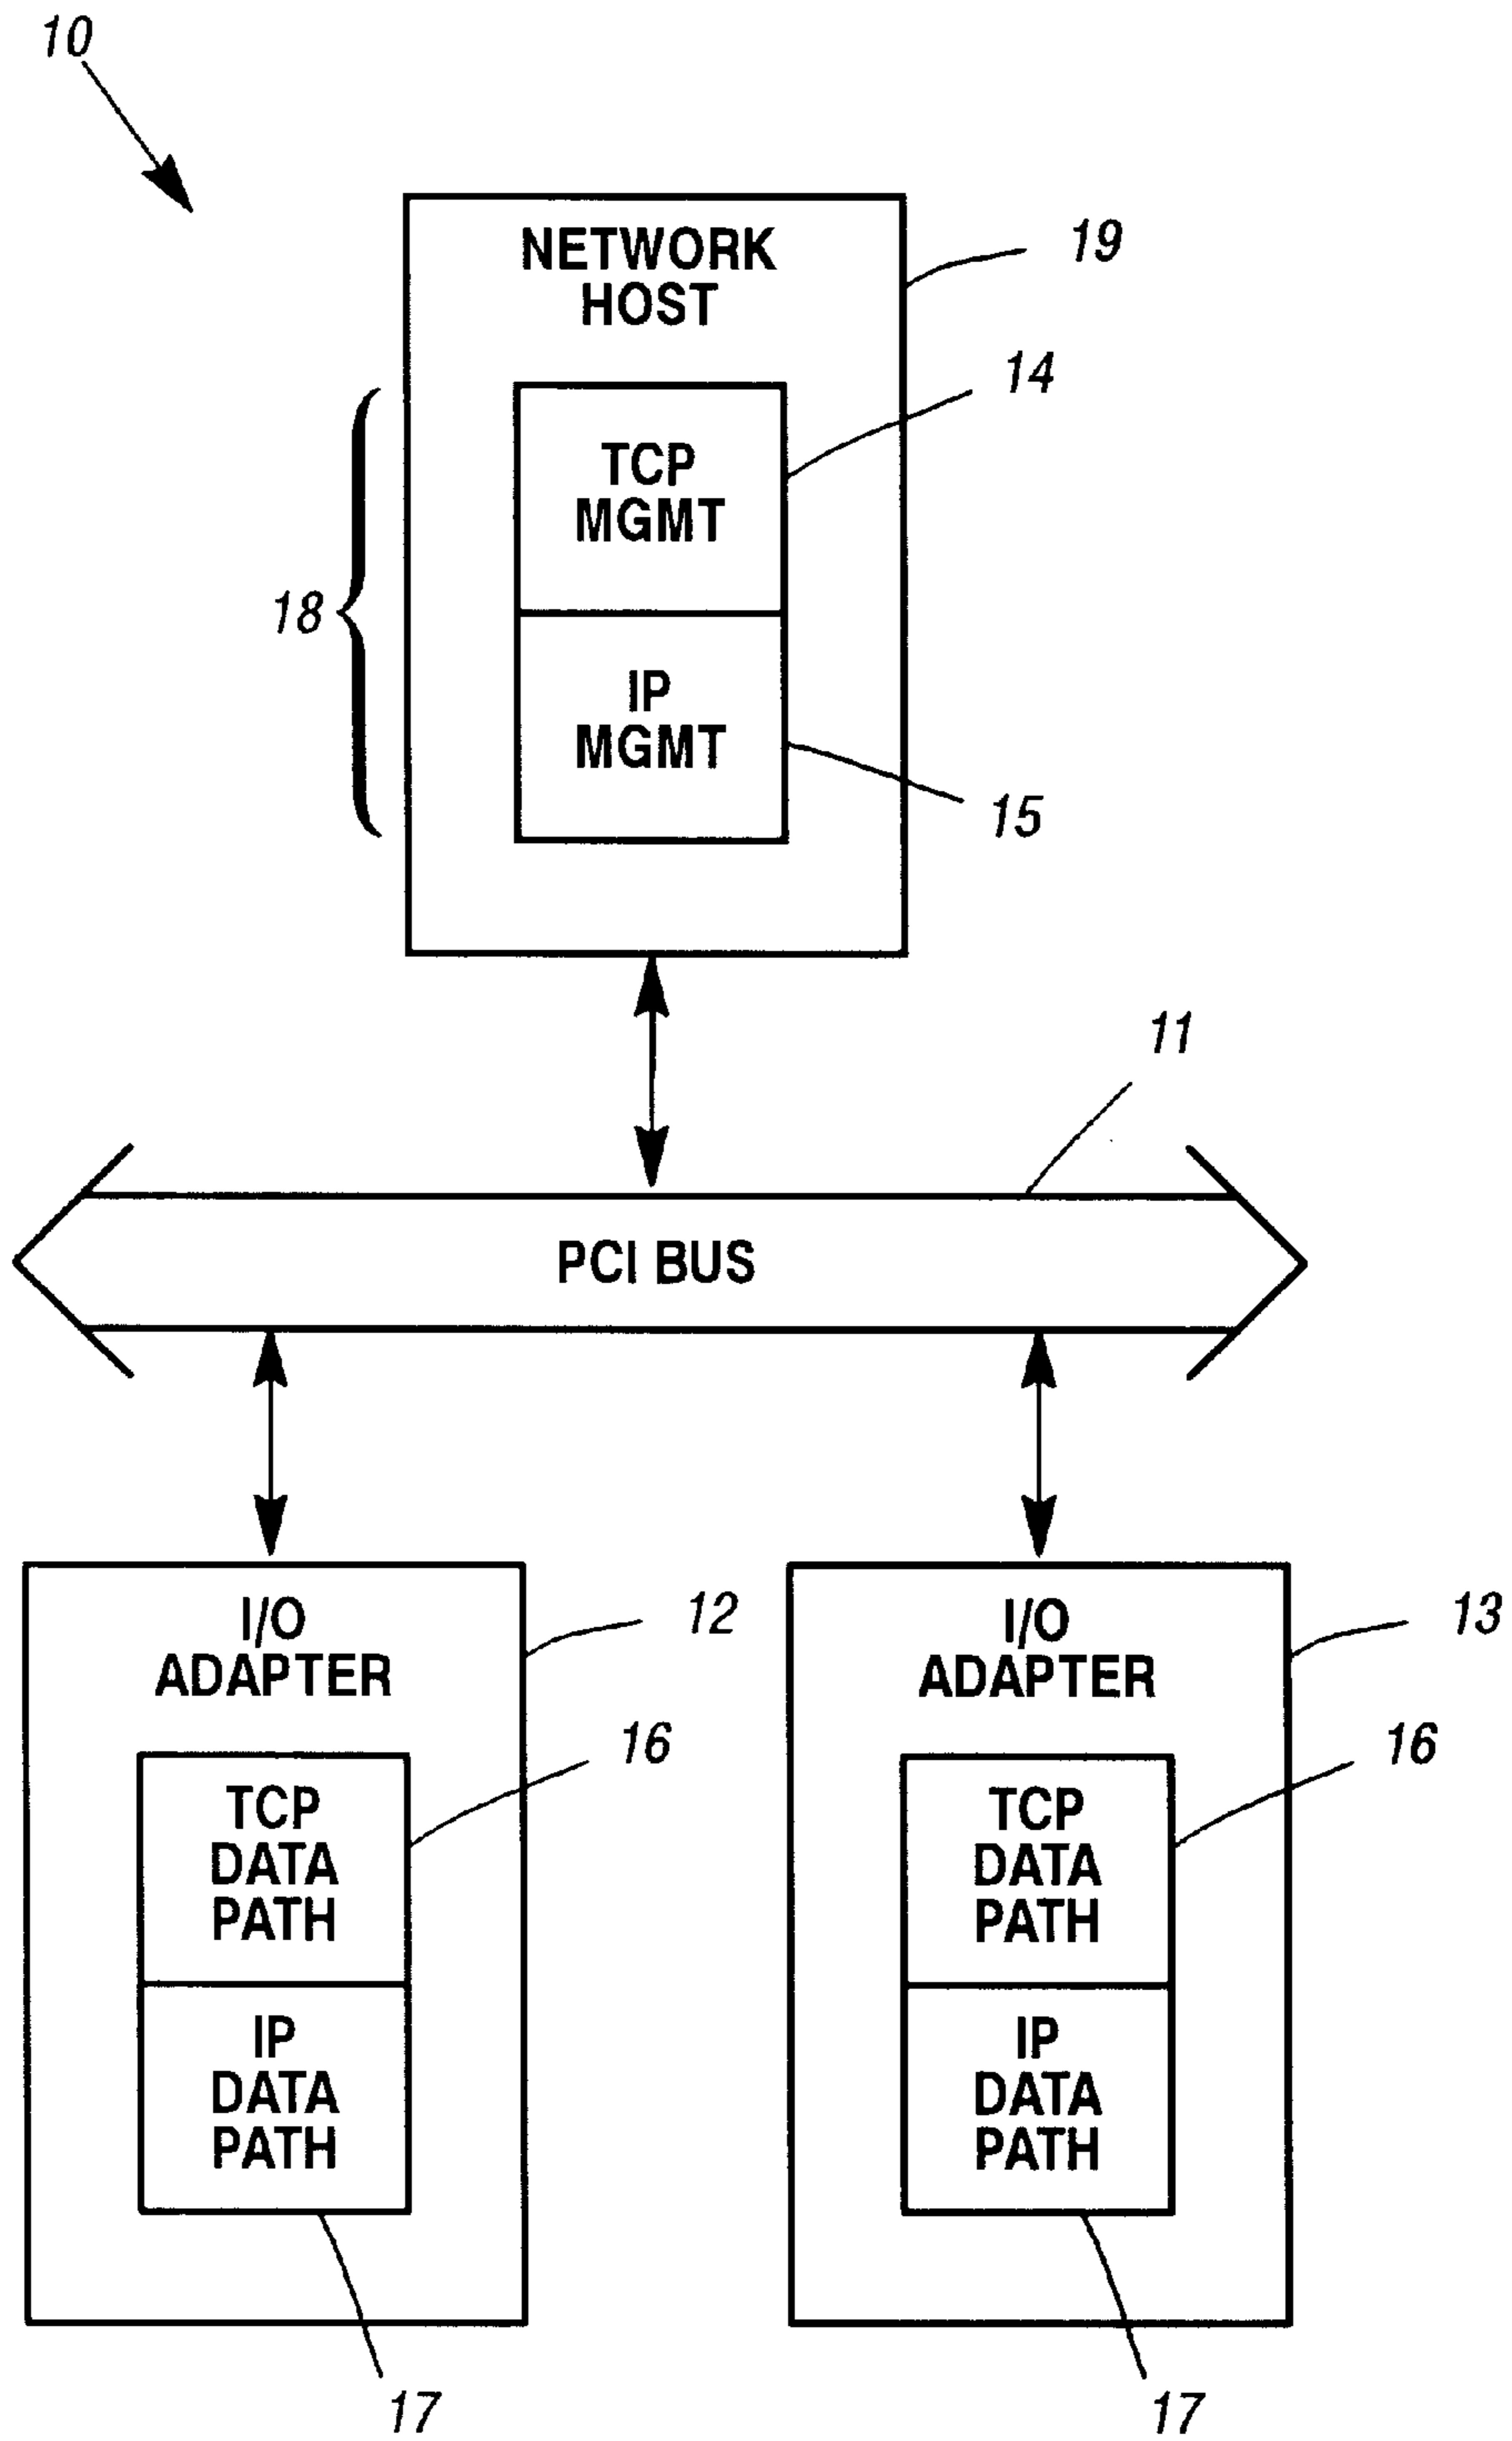 10
NETWORK
HOST
19
14
TCP
MGMT
18
IP
MGMT
15
11
PCI BUS
I/O
ADAPTER
12
16
TCP
DATA
PATH
IP
DATA
PATH
17
I/O
ADAPTER
13
16
TCP
DATA
PATH
IP
DATA
PATH
17